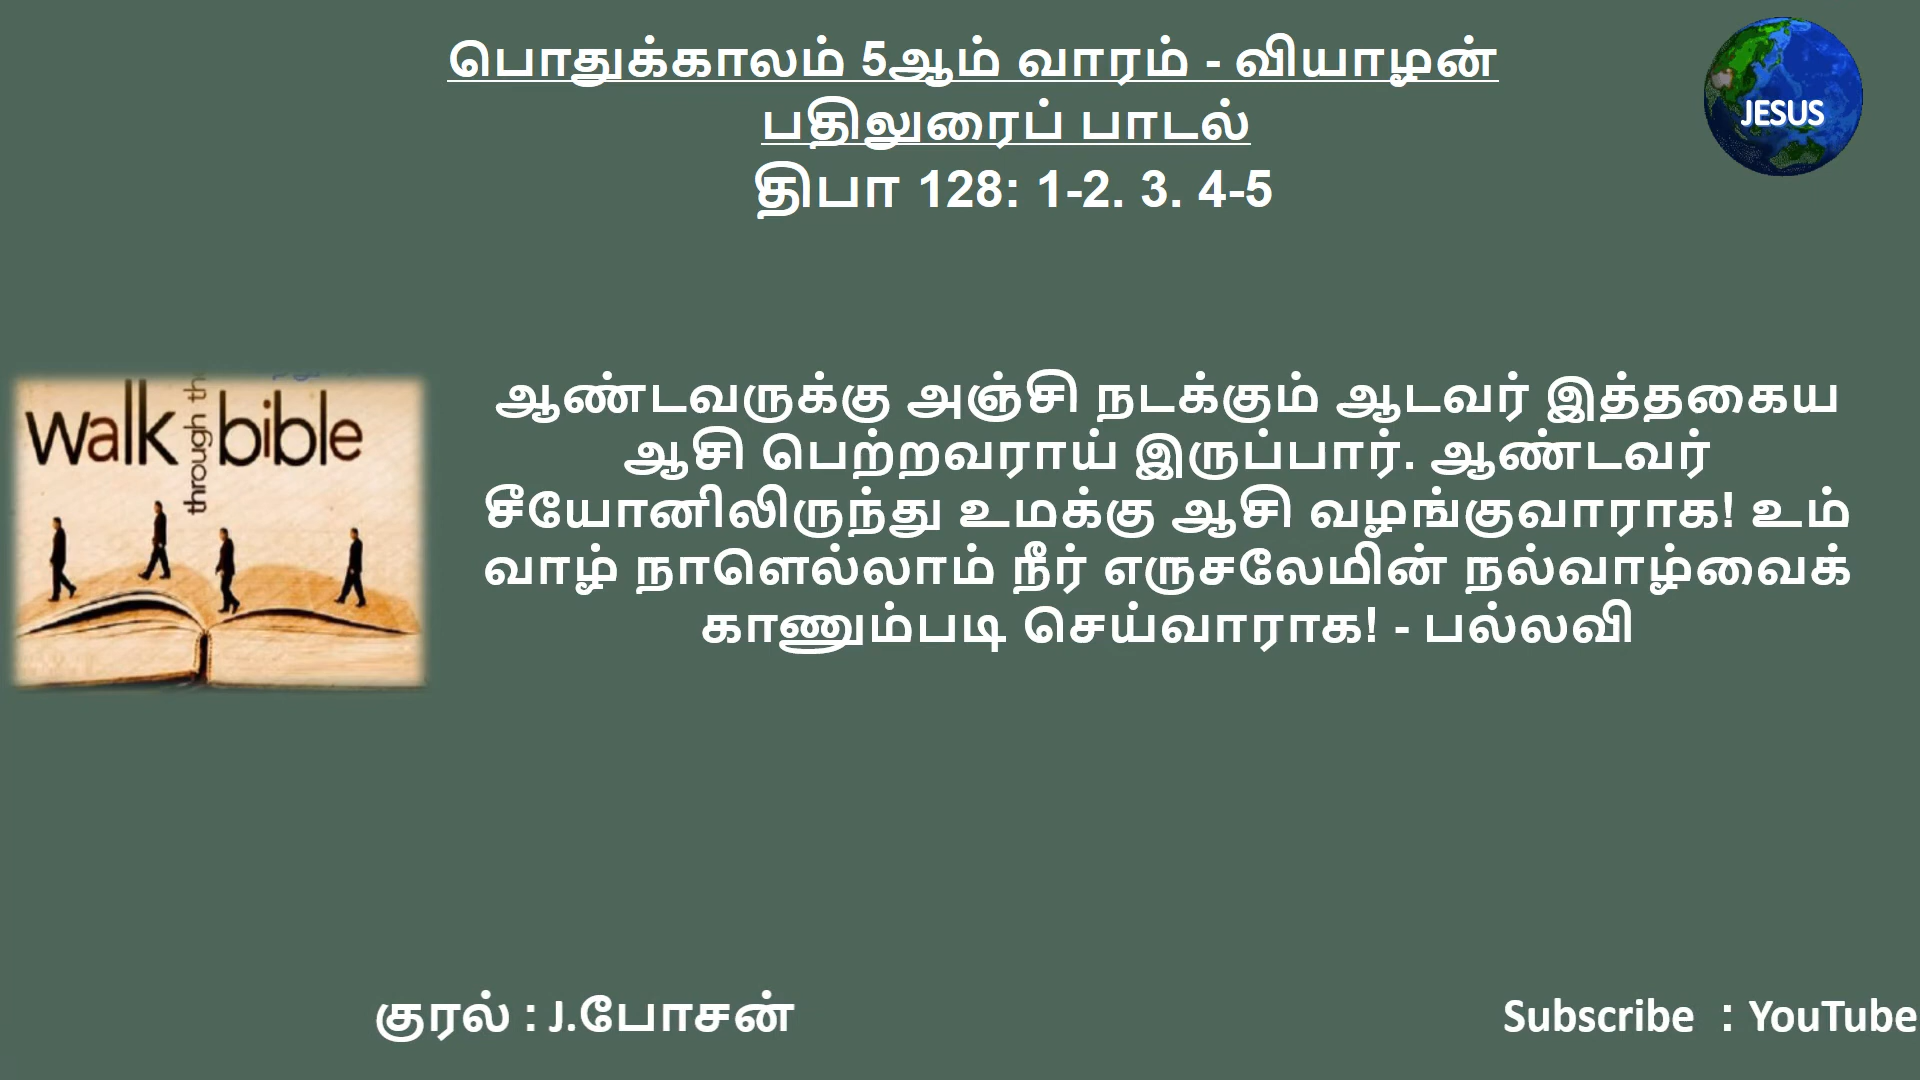 பொதுக்காலம் 5ஆம் வாரம் - வியாழன்
பதிலுரைப் பாடல்
திபா 128: 1-2. 3. 4-5
JESUS
walk through the bible
ஆண்டவருக்கு அஞ்சி நடக்கும் ஆடவர் இத்தகைய
ஆசி பெற்றவராய் இருப்பார். ஆண்டவர்
சீயோனிலிருந்து உமக்கு ஆசி வழங்குவாராக! உம்
வாழ் நாளெல்லாம் நீர் எருசலேமின் நல்வாழ்வைக்
காணும்படி செய்வாராக! - பல்லவி
குரல் : J.போசன்
Subscribe : YouTube